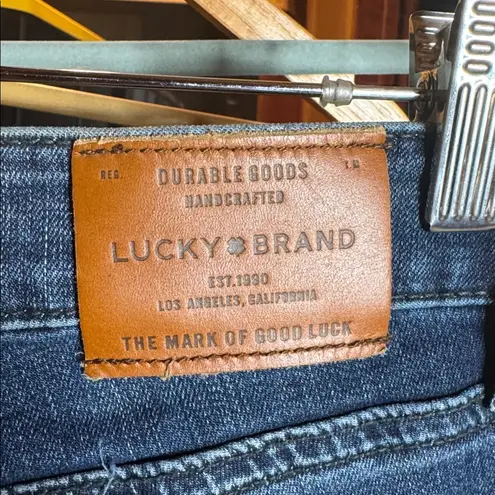 REG. DURABLE GOODS T.M.
HANDCRAFTED
LUCKY BRAND
EST.1990
LOS ANGELES, CALIFORNIA
THE MARK OF GOOD LUCK